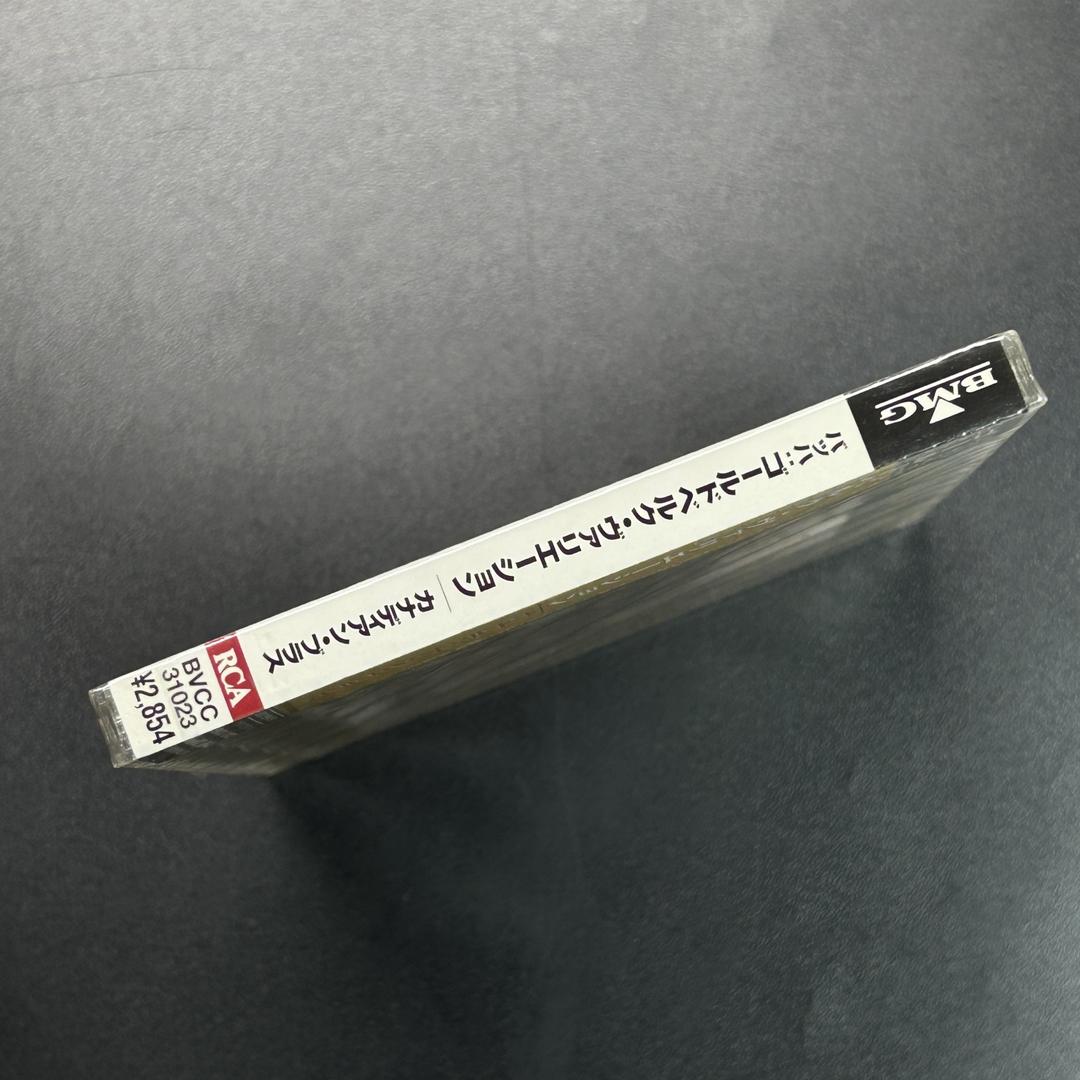 BMG
バッハ:ゴールドベルク・ヴァリエーション
カナディアン・ブラス
RCA
BVCC
31023
¥2,854